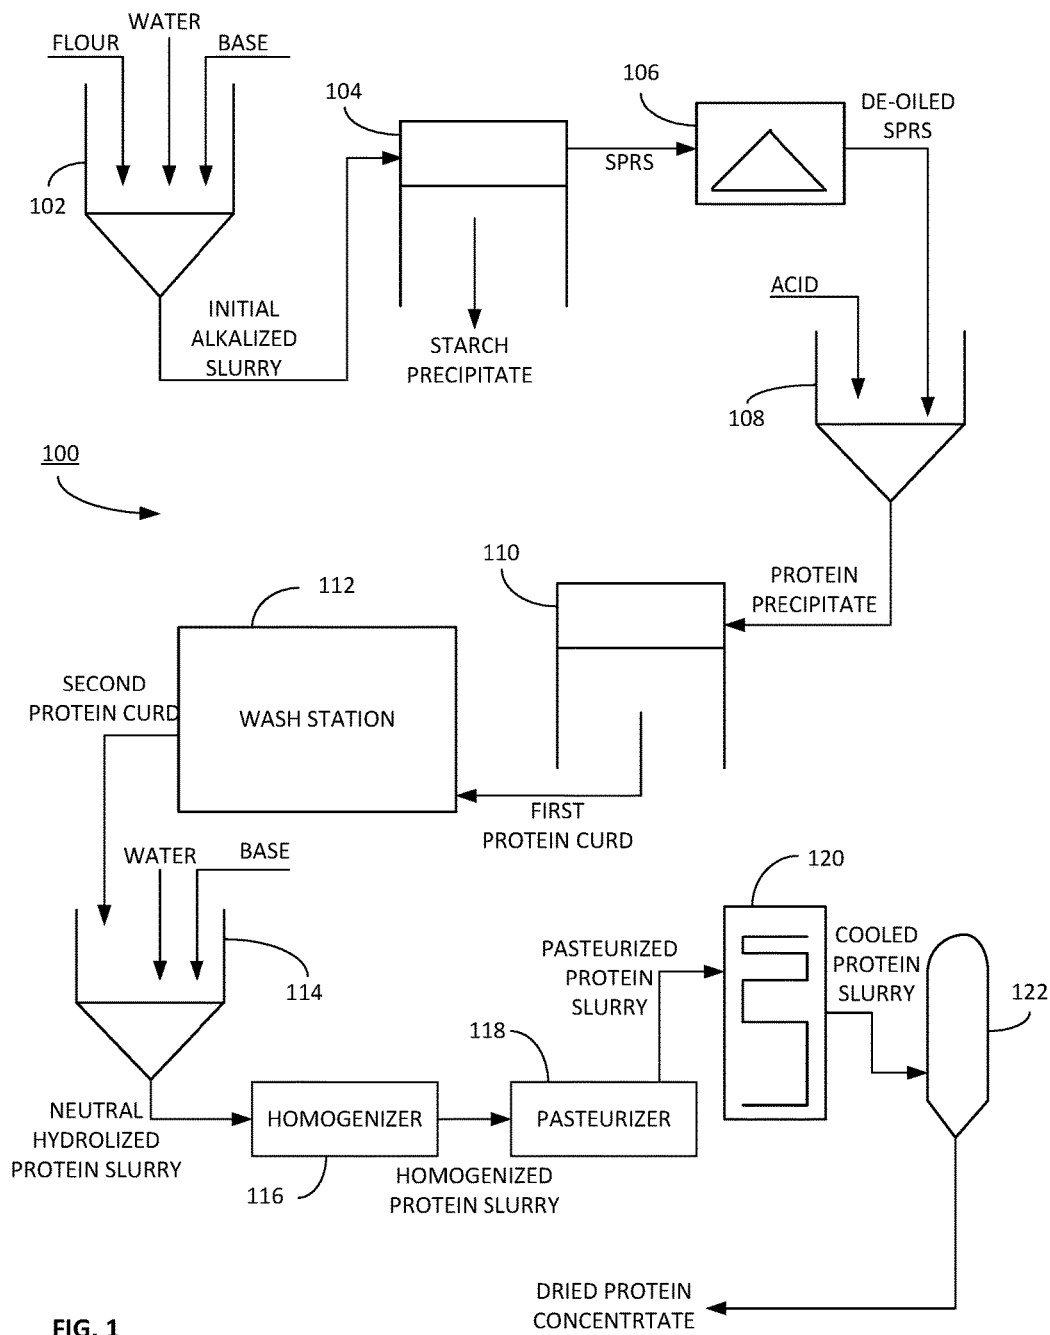 WATER
FLOUR
BASE
102
INITIAL
ALKALIZED
SLURRY
104
SPRS
STARCH
PRECIPITATE
106
DE-OILED
SPRS
ACID
108
100
PROTEIN
PRECIPITATE
110
112
WASH STATION
FIRST
PROTEIN CURD
SECOND
PROTEIN CURD
WATER
BASE
114
NEUTRAL
HYDROLIZED
PROTEIN SLURRY
HOMOGENIZER
116
HOMOGENIZED
PROTEIN SLURRY
118
PASTEURIZER
PASTEURIZED
PROTEIN
SLURRY
120
COOLED
PROTEIN
SLURRY
122
DRIED PROTEIN
CONCENTRTATE
FIG. 1